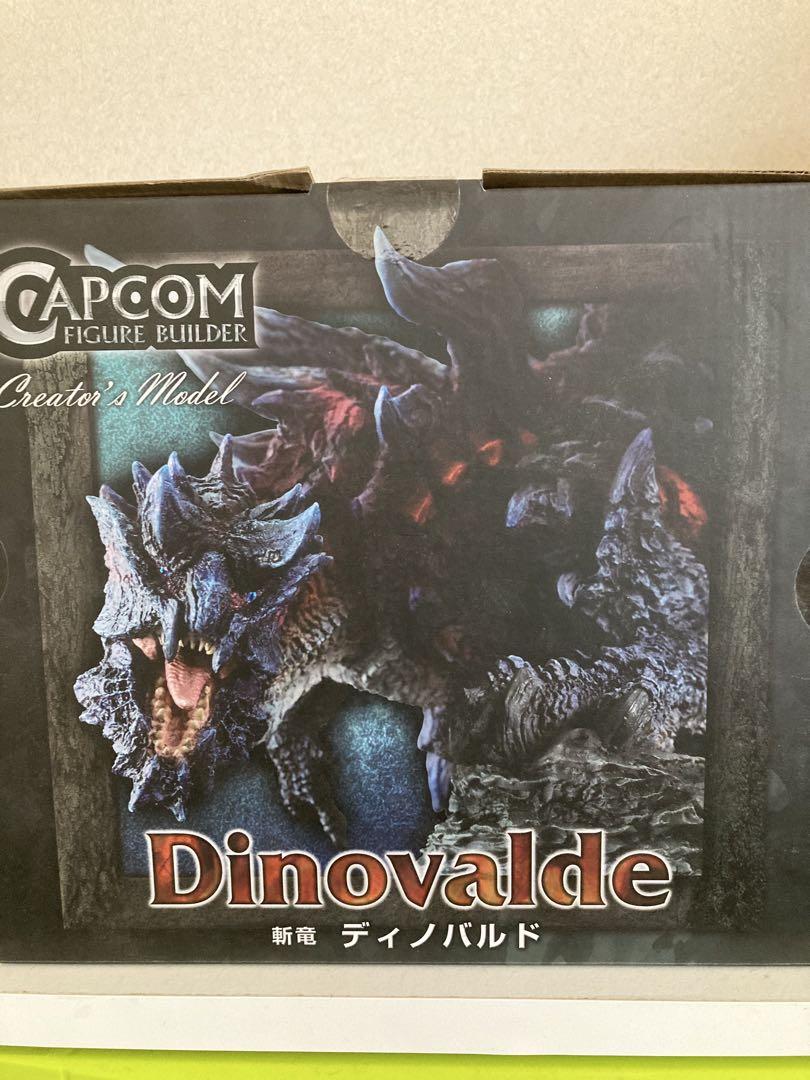 CAPCOM
FIGURE BUILDER
Creator's Model
Dinovalde
斬竜 ディノバルド